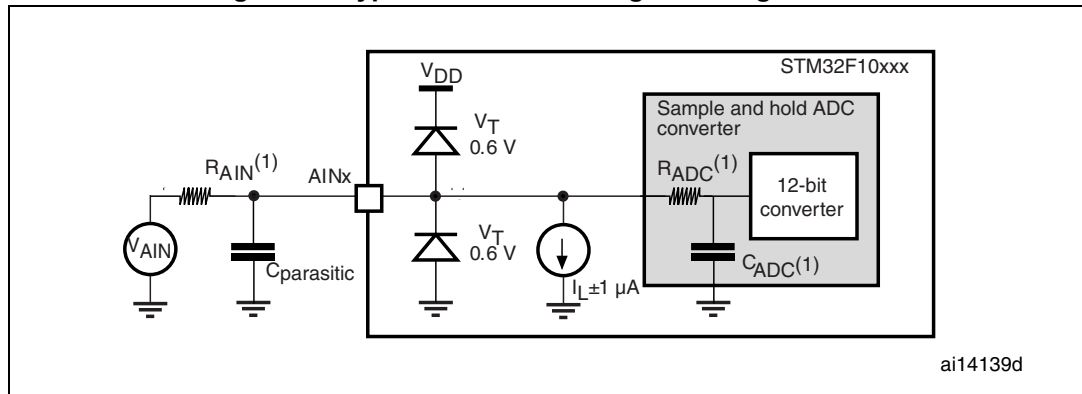 STM32F10xxx
VDD
Sample and hold ADC
converter
VT
0.6 V
RAIN(1)
AINx
RADC(1)
12-bit
converter
VAIN
Cparasitic
VT
0.6 V
IL±1 µA
CADC(1)
ai14139d